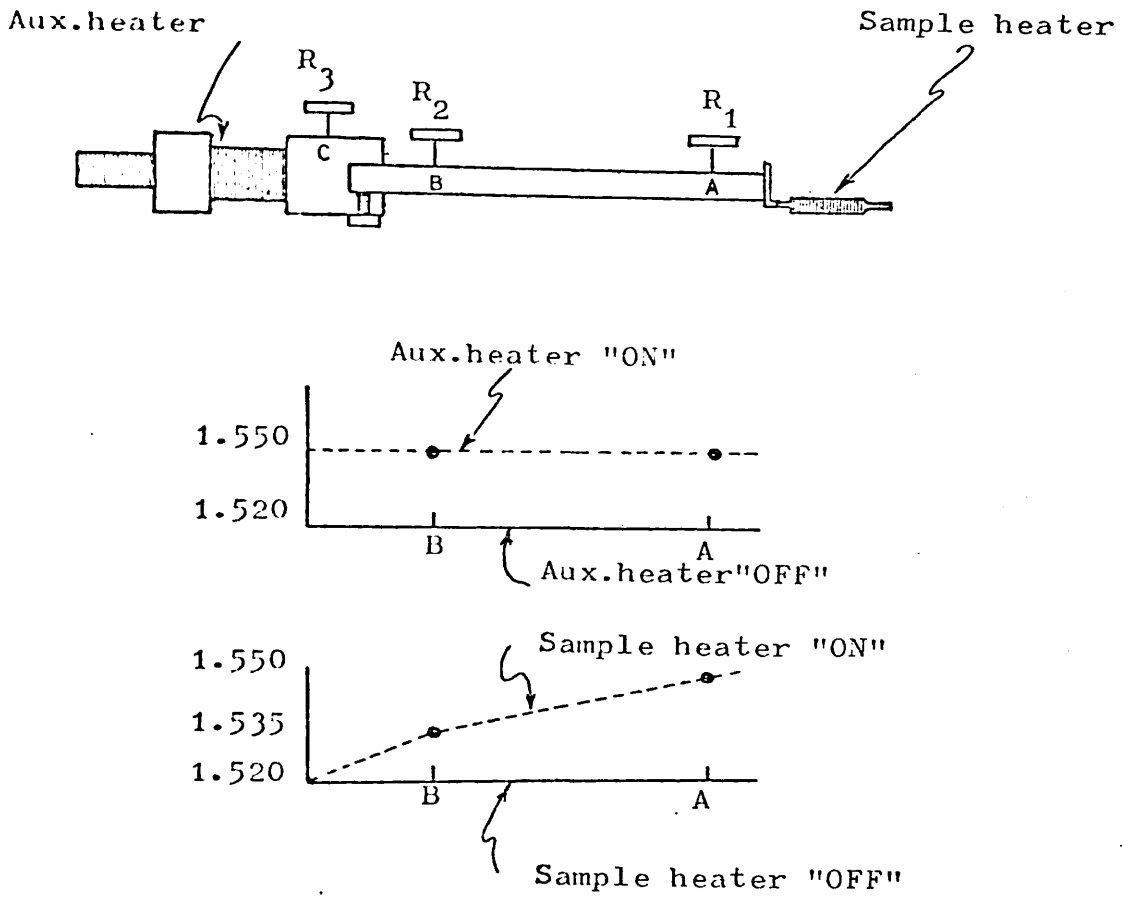 Aux.heater
Sample heater
R3
R2
R1
C
B
A
Aux.heater "ON"
1.550
1.520
B
A
Aux.heater"OFF"
Sample heater "ON"
1.550
1.535
1.520
B
A
Sample heater "OFF"